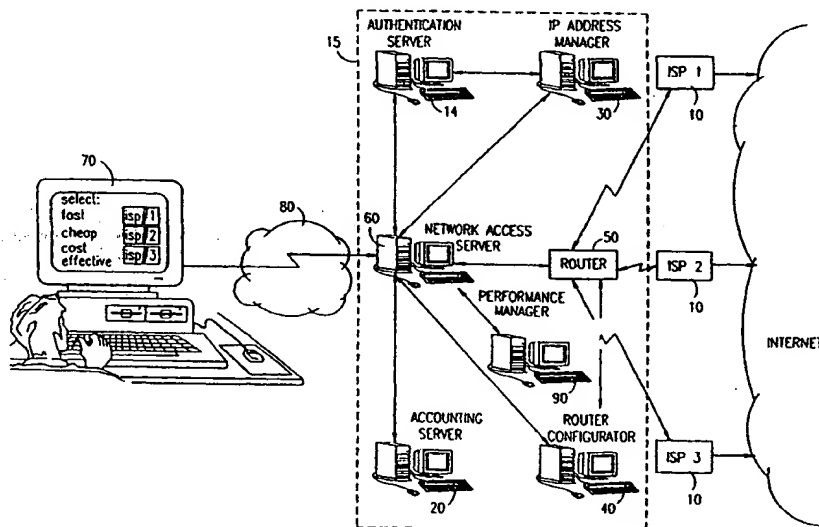 AUTHENTICATION
SERVER
IP ADDRESS
MANAGER
15
14
30
ISP 1
10
70
select:
fast
cheap
cost
effective
isp 1
isp 2
isp 3
80
60
NETWORK ACCESS
SERVER
50
ROUTER
ISP 2
10
PERFORMANCE
MANAGER
90
INTERNET
ACCOUNTING
SERVER
20
ROUTER
CONFIGURATOR
40
ISP 3
10